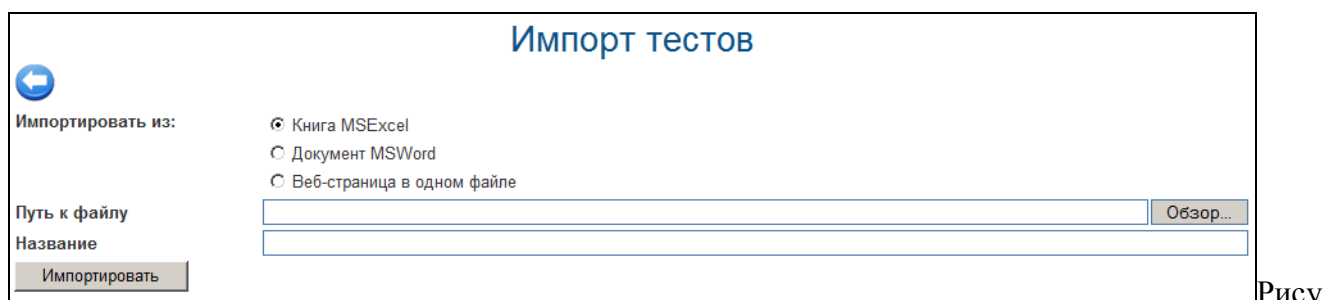 Импорт тестов
Импортировать из:
Книга MSExcel
Документ MSWord
Веб-страница в одном файле
Путь к файлу Обзор...
Название
Импортировать
Рису